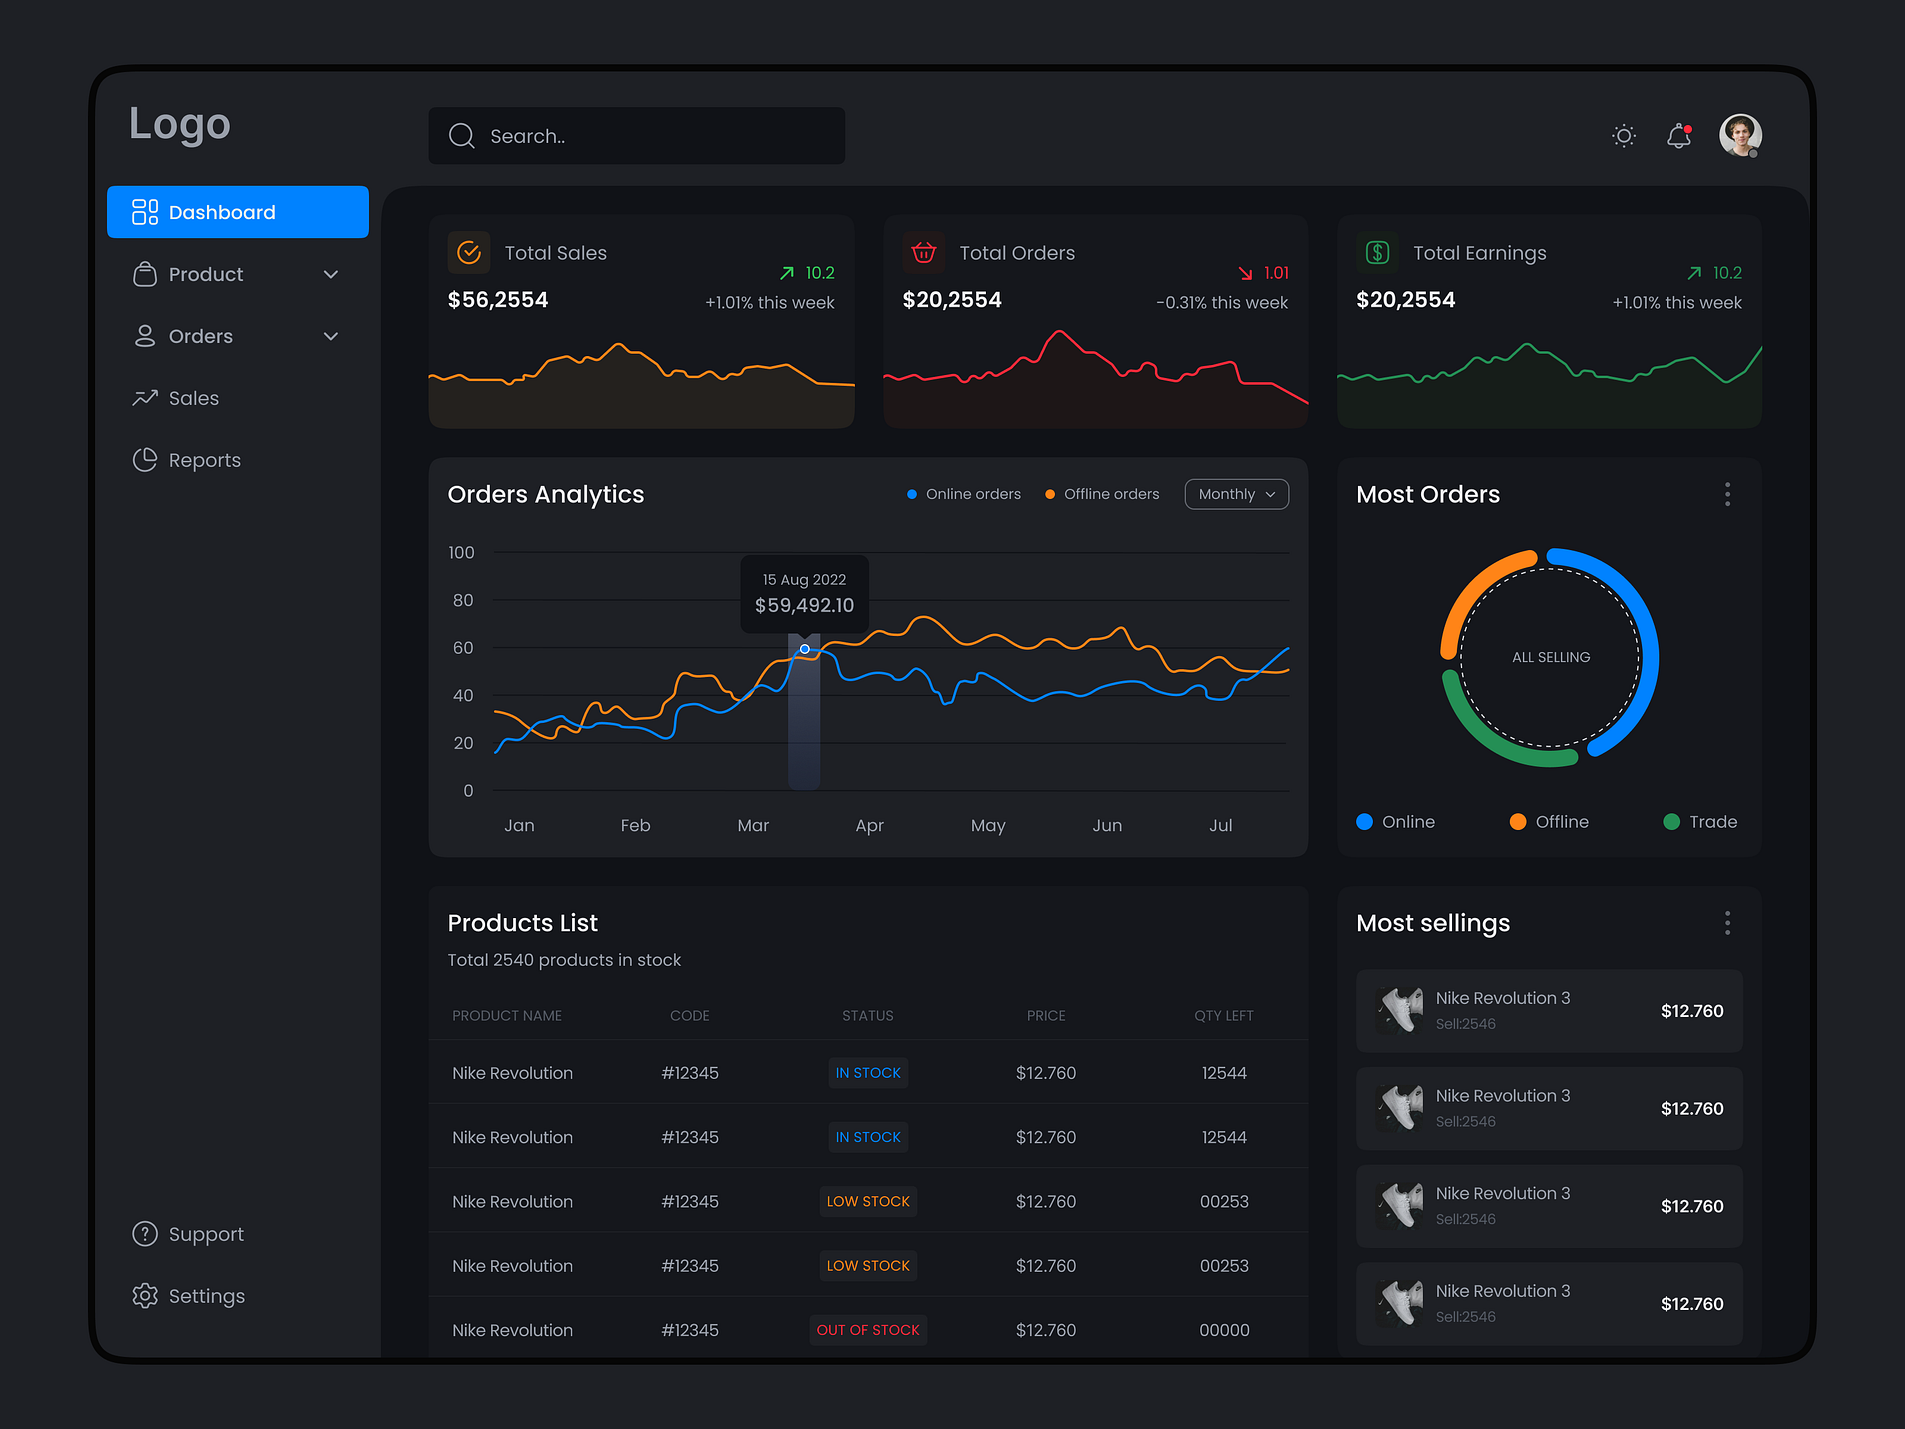 Logo
Search..
Dashboard
Product
Orders
Sales
Reports
Support
Settings
Total Sales
10.2
$56,2554
+1.01% this week
Total Orders
1.01
$20,2554
-0.31% this week
Total Earnings
10.2
$20,2554
+1.01% this week
Orders Analytics
Online orders
Offline orders
Monthly
100
80
60
40
20
0
15 Aug 2022
$59,492.10
Jan Feb Mar Apr May Jun Jul
Most Orders
ALL SELLING
Online Offline Trade
Products List
Total 2540 products in stock
PRODUCT NAME CODE STATUS PRICE QTY LEFT
Nike Revolution #12345 IN STOCK $12.760 12544
Nike Revolution #12345 IN STOCK $12.760 12544
Nike Revolution #12345 LOW STOCK $12.760 00253
Nike Revolution #12345 LOW STOCK $12.760 00253
Nike Revolution #12345 OUT OF STOCK $12.760 00000
Most sellings
Nike Revolution 3
Sell:2546
$12.760
Nike Revolution 3
Sell:2546
$12.760
Nike Revolution 3
Sell:2546
$12.760
Nike Revolution 3
Sell:2546
$12.760